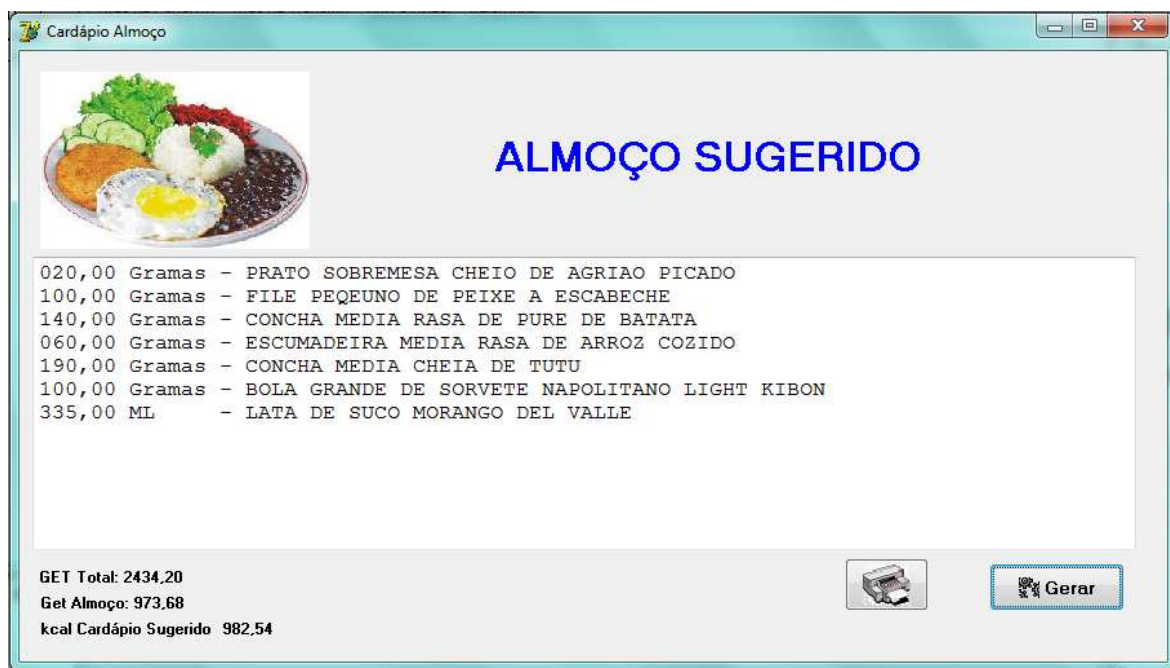 Cardápio Almoço
ALMOÇO SUGERIDO
020,00 Gramas - PRATO SOBREMESA CHEIO DE AGRIAO PICADO
100,00 Gramas - FILE PEQEUNO DE PEIXE A ESCABECHE
140,00 Gramas - CONCHA MEDIA RASA DE PURE DE BATATA
060,00 Gramas - ESCUMADEIRA MEDIA RASA DE ARROZ COZIDO
190,00 Gramas - CONCHA MEDIA CHEIA DE TUTU
100,00 Gramas - BOLA GRANDE DE SORVETE NAPOLITANO LIGHT KIBON
335,00 ML - LATA DE SUCO MORANGO DEL VALLE
GET Total: 2434,20
Get Almoço: 973,68
kcal Cardápio Sugerido 982,54
Gerar